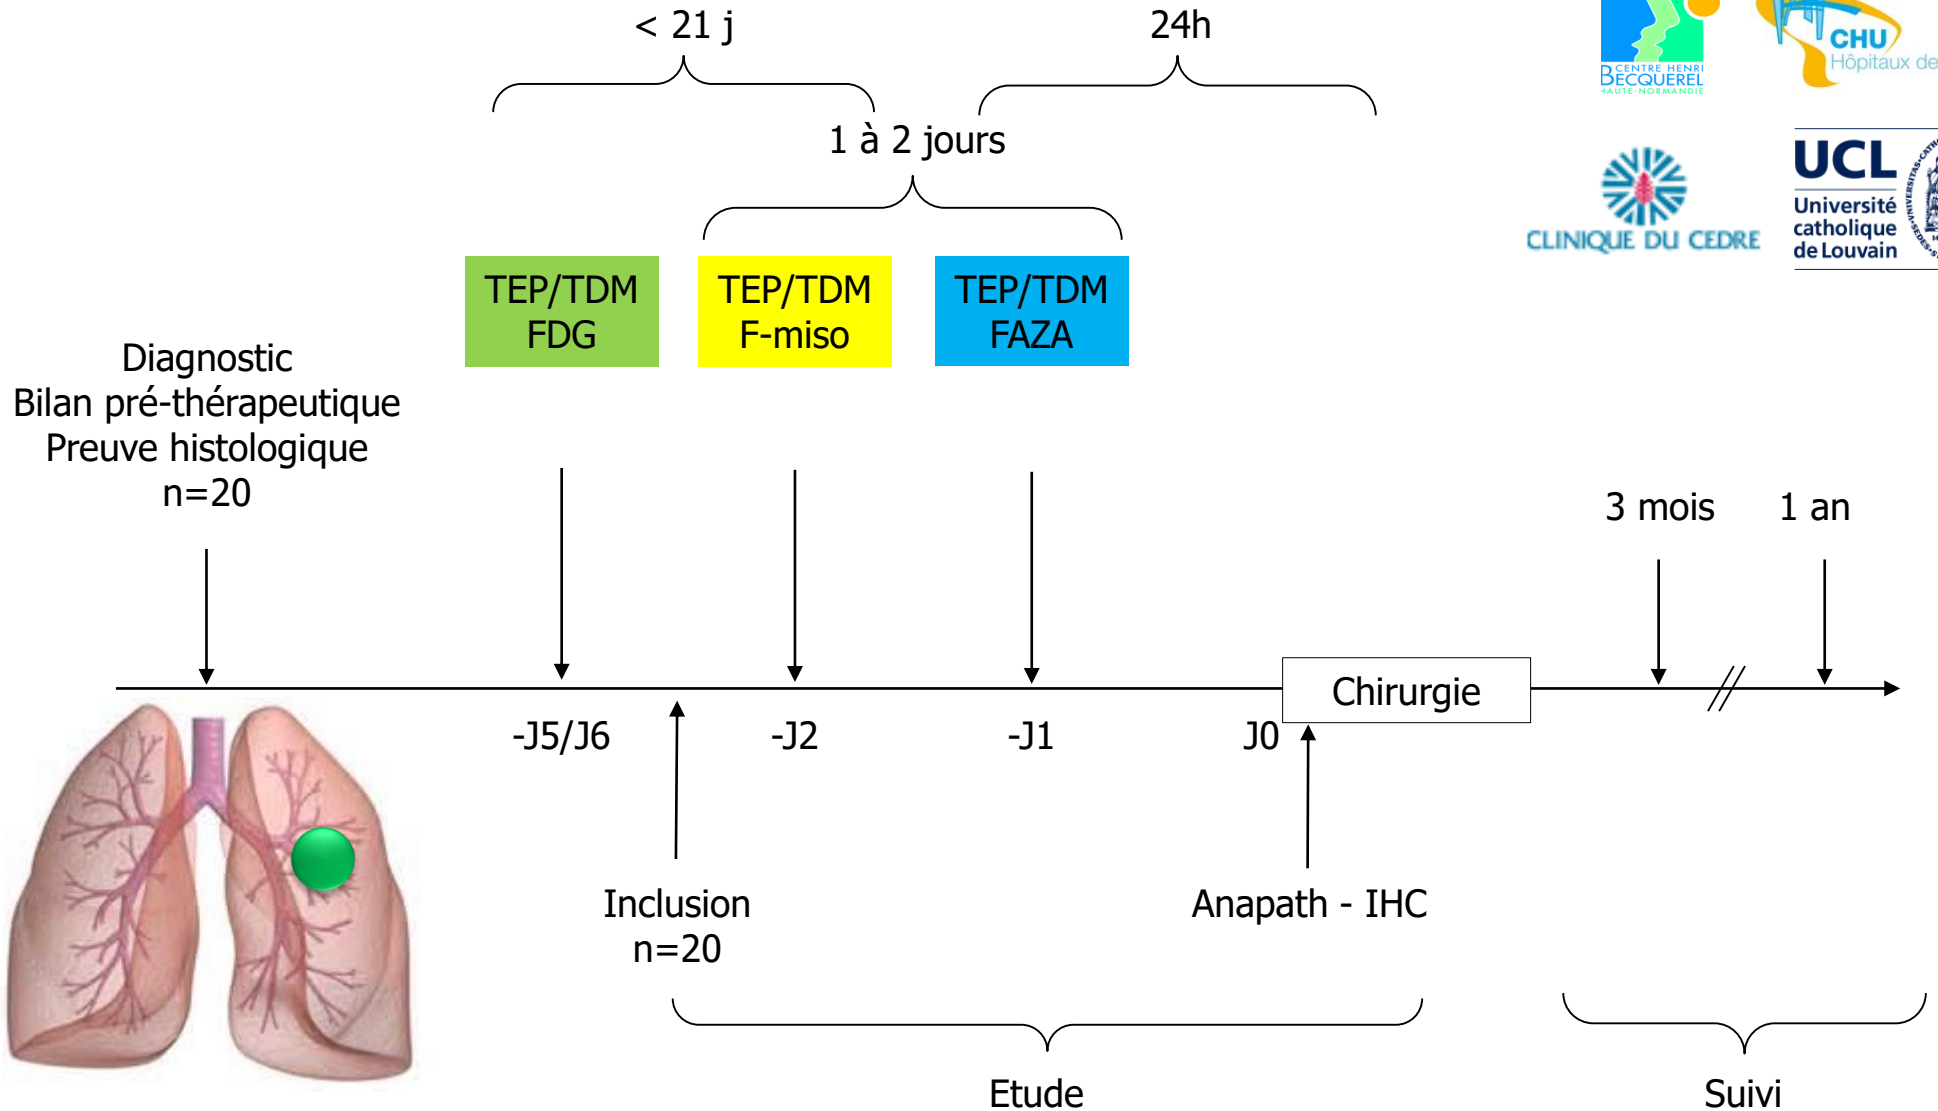 < 21 j
24h
1 à 2 jours
CENTRE HENRI
BECQUEREL
HAUTE-NORMANDIE
CHU
Hôpitaux de
CLINIQUE DU CEDRE
UCL
Université
catholique
de Louvain
TEP/TDM
FDG
TEP/TDM
F-miso
TEP/TDM
FAZA
Diagnostic
Bilan pré-thérapeutique
Preuve histologique
n=20
3 mois
1 an
Chirurgie
-J5/J6
-J2
-J1
J0
Inclusion
n=20
Anapath - IHC
Etude
Suivi